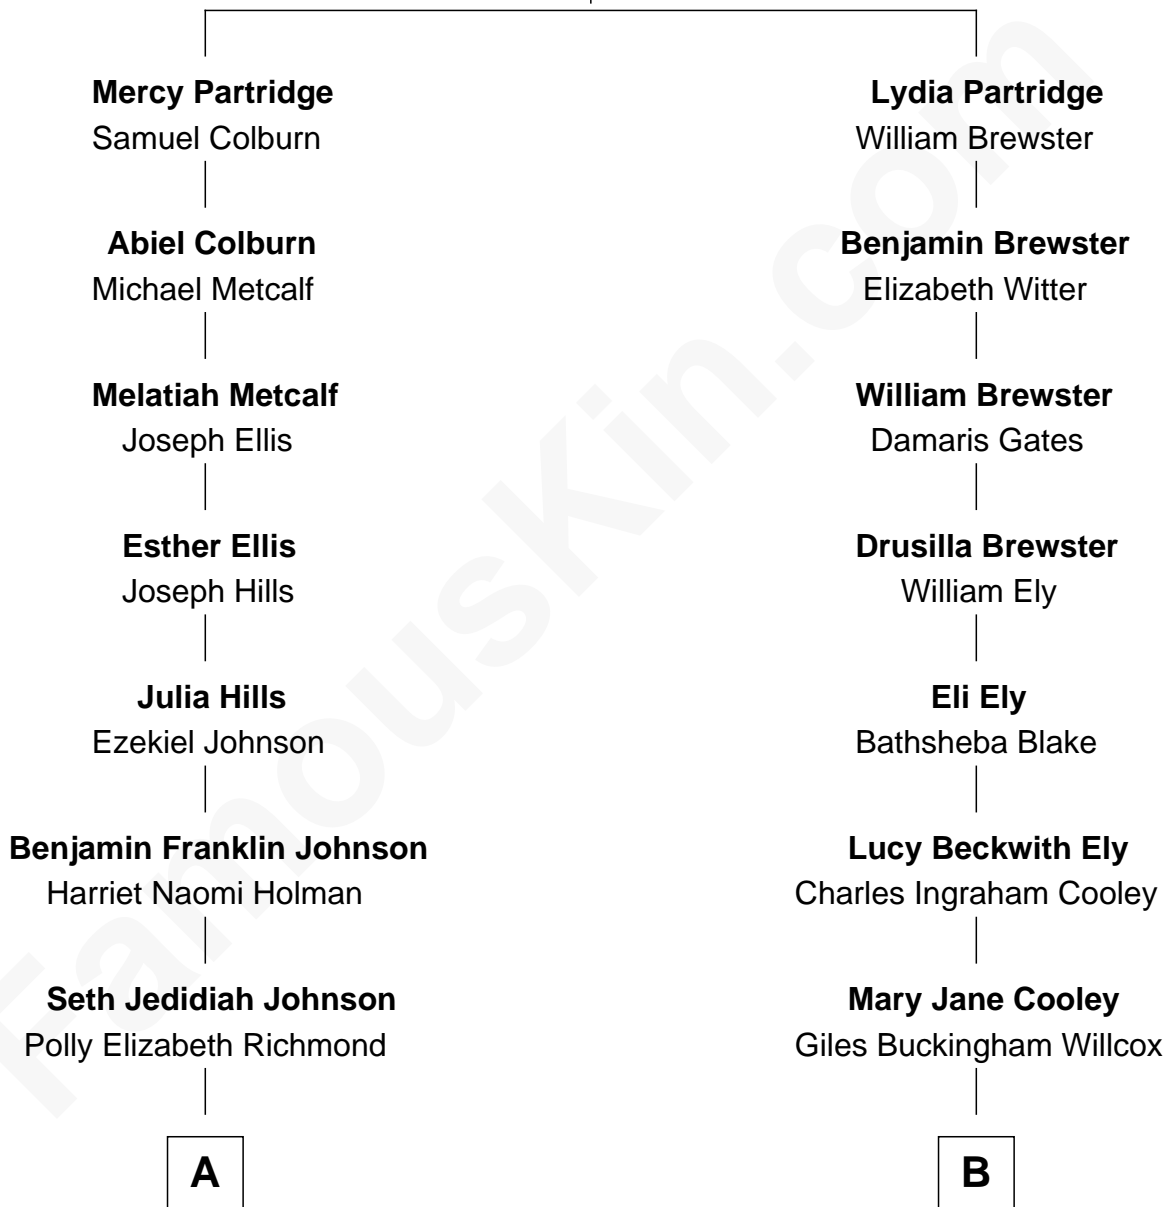 Mercy Partridge
Samuel Colburn
Abiel Colburn
Michael Metcalf
Melatiah Metcalf
Joseph Ellis
Esther Ellis
Joseph Hills
Julia Hills
Ezekiel Johnson
Benjamin Franklin Johnson
Harriet Naomi Holman
Seth Jedidiah Johnson
Polly Elizabeth Richmond
A
Lydia Partridge
William Brewster
Benjamin Brewster
Elizabeth Witter
William Brewster
Damaris Gates
Drusilla Brewster
William Ely
Eli Ely
Bathsheba Blake
Lucy Beckwith Ely
Charles Ingraham Cooley
Mary Jane Cooley
Giles Buckingham Willcox
B
FamousKin.com